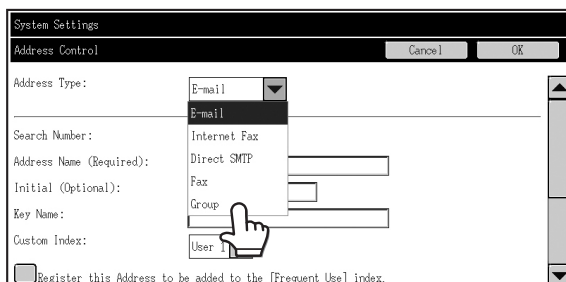 System Settings
Address Control
Cancel
OK
Address Type:
E-mail
E-mail
Internet Fax
Direct SMTP
Fax
Group
Search Number:
Address Name (Required):
Initial (Optional):
Key Name:
Custom Index:
User 1
Register this Address to be added to the [Frequent Use] index.